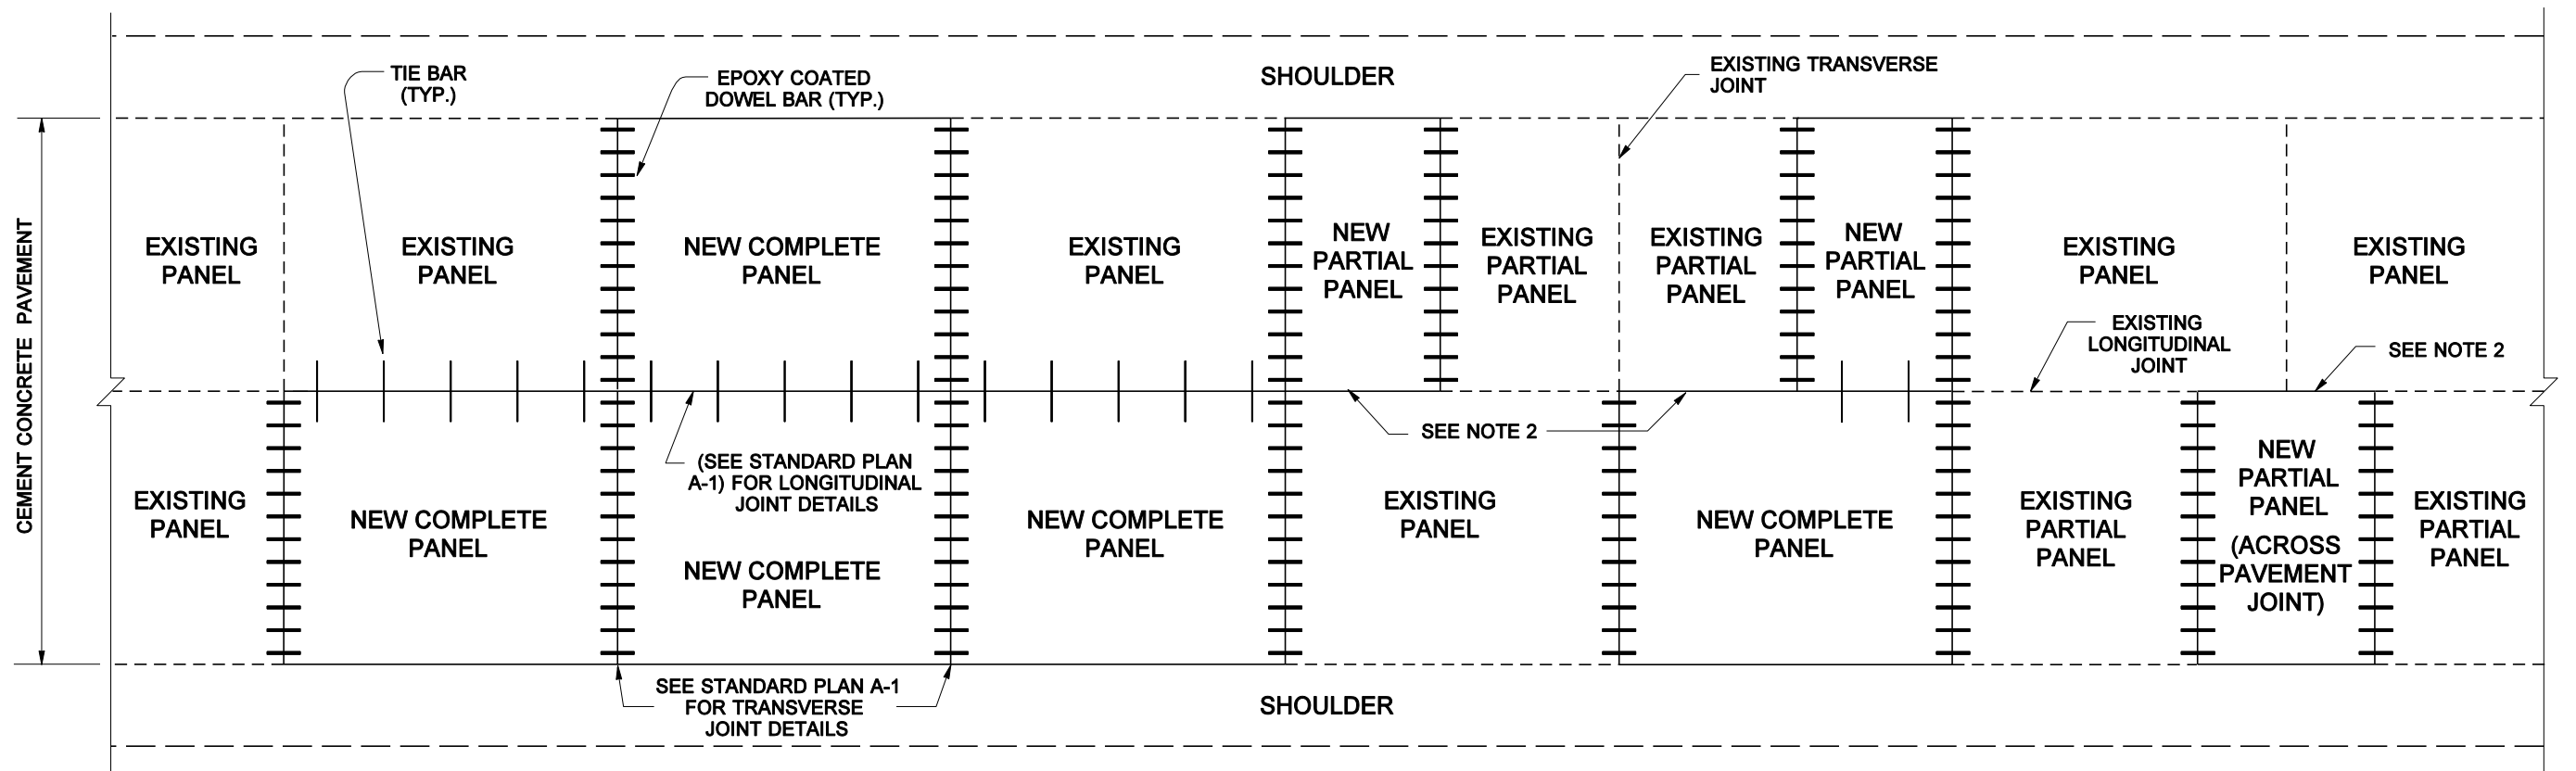 TIE BAR
(TYP.)
EPOXY COATED
DOWEL BAR (TYP.)
SHOULDER
EXISTING TRANSVERSE
JOINT
CEMENT CONCRETE PAVEMENT
EXISTING
PANEL
EXISTING
PANEL
NEW COMPLETE
PANEL
EXISTING
PANEL
NEW
PARTIAL
PANEL
EXISTING
PARTIAL
PANEL
EXISTING
PARTIAL
PANEL
NEW
PARTIAL
PANEL
EXISTING
PANEL
EXISTING
PANEL
EXISTING
LONGITUDINAL
JOINT
SEE NOTE 2
SEE NOTE 2
(SEE STANDARD PLAN
A-1) FOR LONGITUDINAL
JOINT DETAILS
EXISTING
PANEL
NEW COMPLETE
PANEL
NEW COMPLETE
PANEL
NEW COMPLETE
PANEL
EXISTING
PANEL
NEW COMPLETE
PANEL
EXISTING
PARTIAL
PANEL
NEW
PARTIAL
PANEL
(ACROSS
PAVEMENT
JOINT)
EXISTING
PARTIAL
PANEL
SEE STANDARD PLAN A-1
FOR TRANSVERSE
JOINT DETAILS
SHOULDER